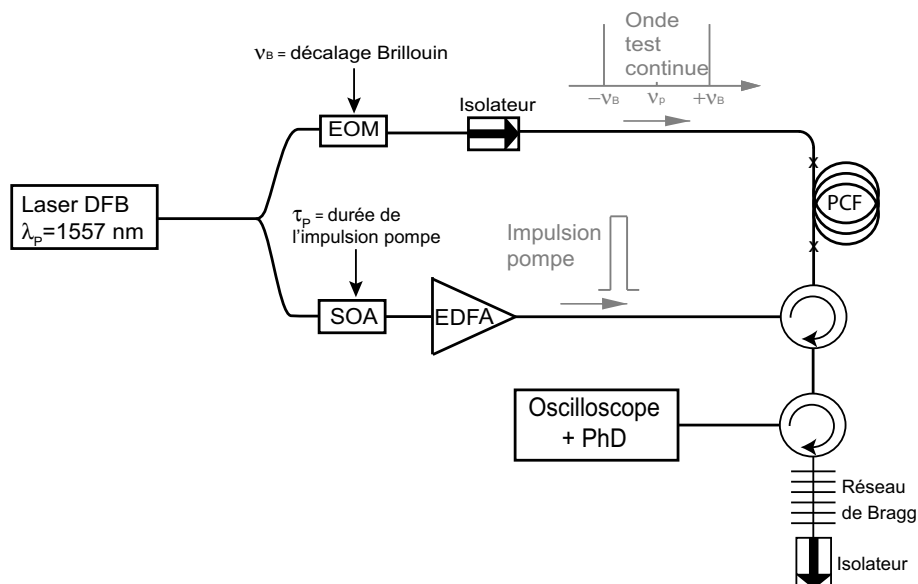 νB = décalage Brillouin
EOM
Isolateur
Onde
test
continue
−νB
νp
+νB
Laser DFB
λP=1557 nm
PCF
τP = durée de
l'impulsion pompe
SOA
EDFA
Impulsion
pompe
Oscilloscope
+ PhD
Réseau
de Bragg
Isolateur